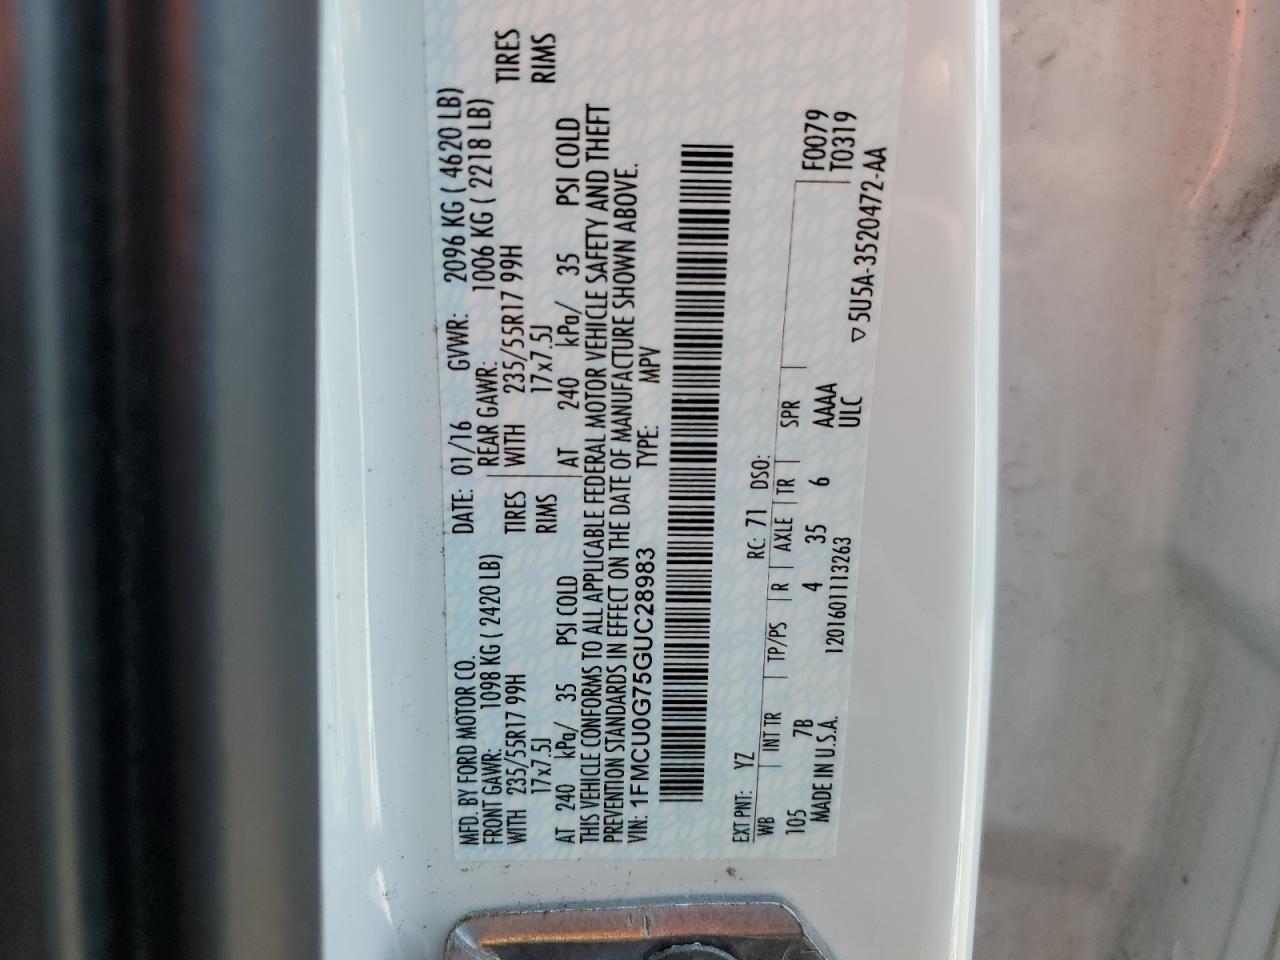 MFD. BY FORD MOTOR CO. DATE: 01/16 GVWR: 2096 KG ( 4620 LB)
FRONT GAWR: 1098 KG ( 2420 LB) REAR GAWR: 1006 KG ( 2218 LB)
WITH 235/55R17 99H TIRES WITH 235/55R17 99H TIRES
17x7.5J RIMS 17x7.5J RIMS
AT 240 kPa/ 35 PSI COLD AT 240 kPa/ 35 PSI COLD
THIS VEHICLE CONFORMS TO ALL APPLICABLE FEDERAL MOTOR VEHICLE SAFETY AND THEFT
PREVENTION STANDARDS IN EFFECT ON THE DATE OF MANUFACTURE SHOWN ABOVE.
VIN: 1FMCU0G75GUC28983 TYPE: MPV
EXT PNT: YZ RC: 71 DSO:
WB INT TR TP/PS R AXLE TR SPR F0079
105 7B 4 35 6 AAAA T0319
MADE IN U.S.A. 1201601113263 ULC
▽ 5U5A-3520472-AA